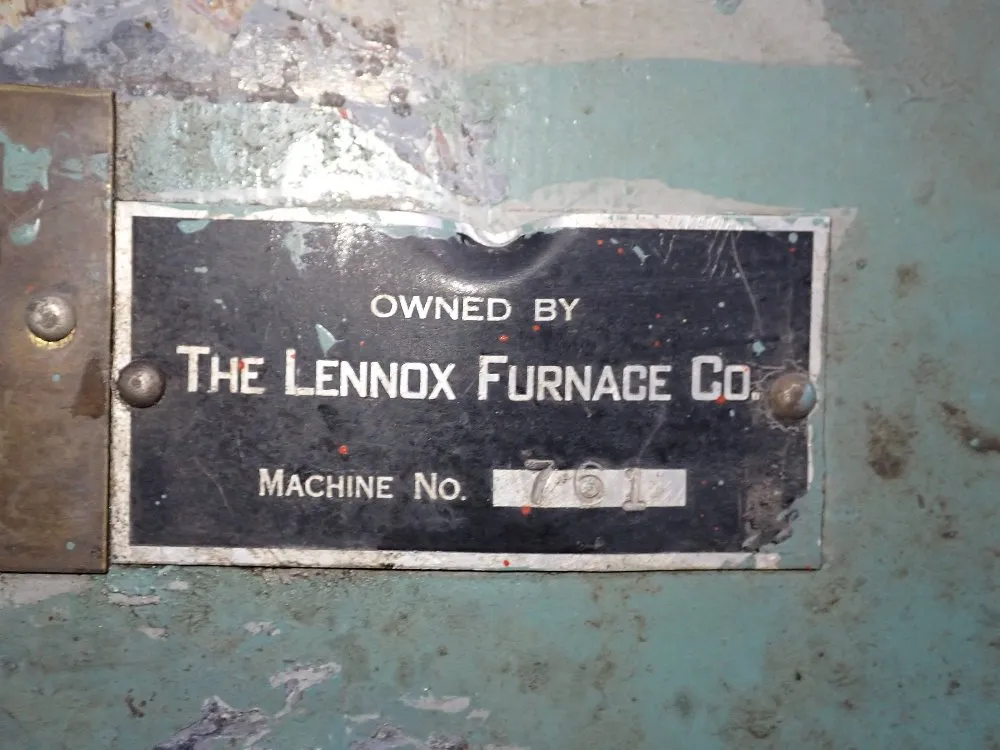 OWNED BY
THE LENNOX FURNACE CO.
MACHINE NO. 761